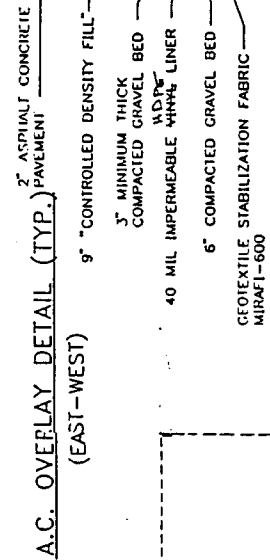 A.C. OVERLAY DETAIL (TYP.)
(EAST-WEST)
2" ASPHALT CONCRETE
PAVEMENT
9" "CONTROLLED DENSITY FILL"
3" MINIMUM THICK
COMPACTED GRAVEL BED
HDPE
40 MIL IMPERMEABLE VINYL LINER
6" COMPACTED GRAVEL BED
GEOTEXTILE STABILIZATION FABRIC
MIRAFI-600